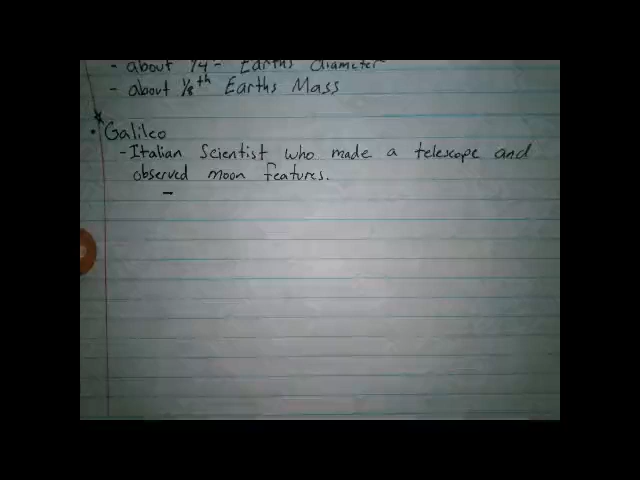 - about 1/4 - Earths Diameter
- about 1/8th Earths Mass
• Galileo
- Italian Scientist who made a telescope and
observed moon features.
-